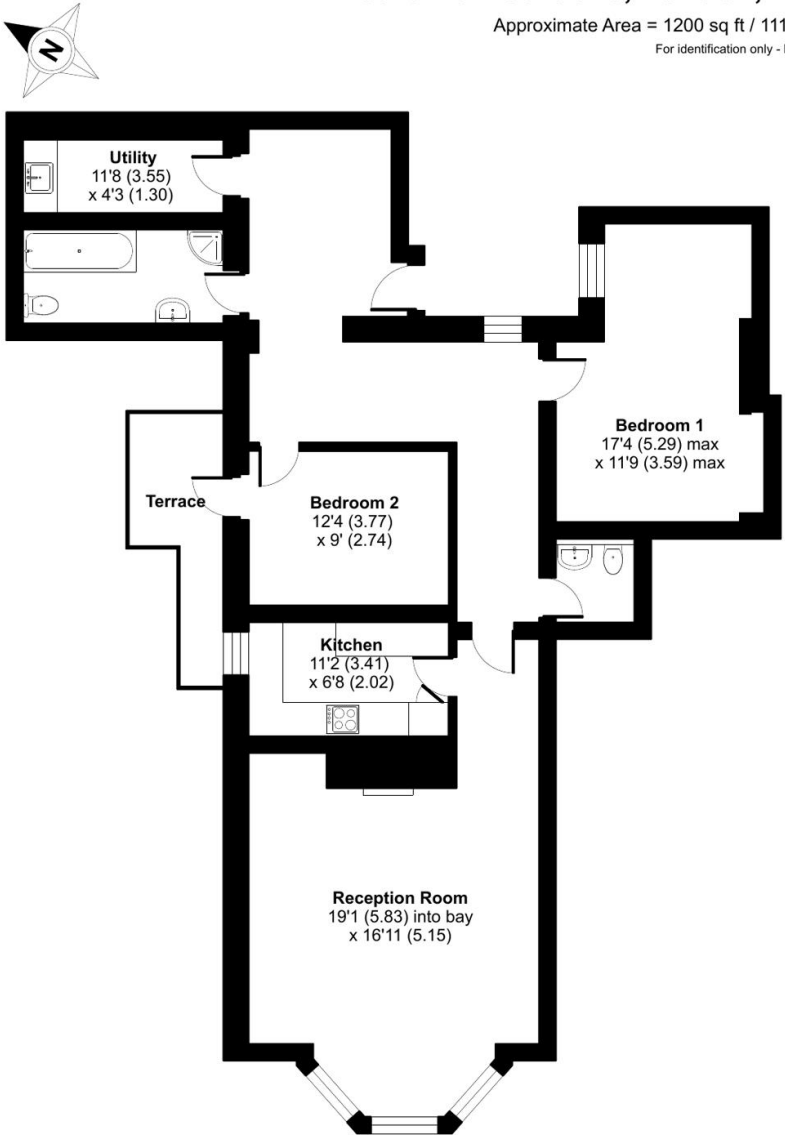 N
Approximate Area = 1200 sq ft / 111
For identification only -
Utility
11'8 (3.55)
x 4'3 (1.30)
Bedroom 1
17'4 (5.29) max
x 11'9 (3.59) max
Terrace
Bedroom 2
12'4 (3.77)
x 9' (2.74)
Kitchen
11'2 (3.41)
x 6'8 (2.02)
Reception Room
19'1 (5.83) into bay
x 16'11 (5.15)